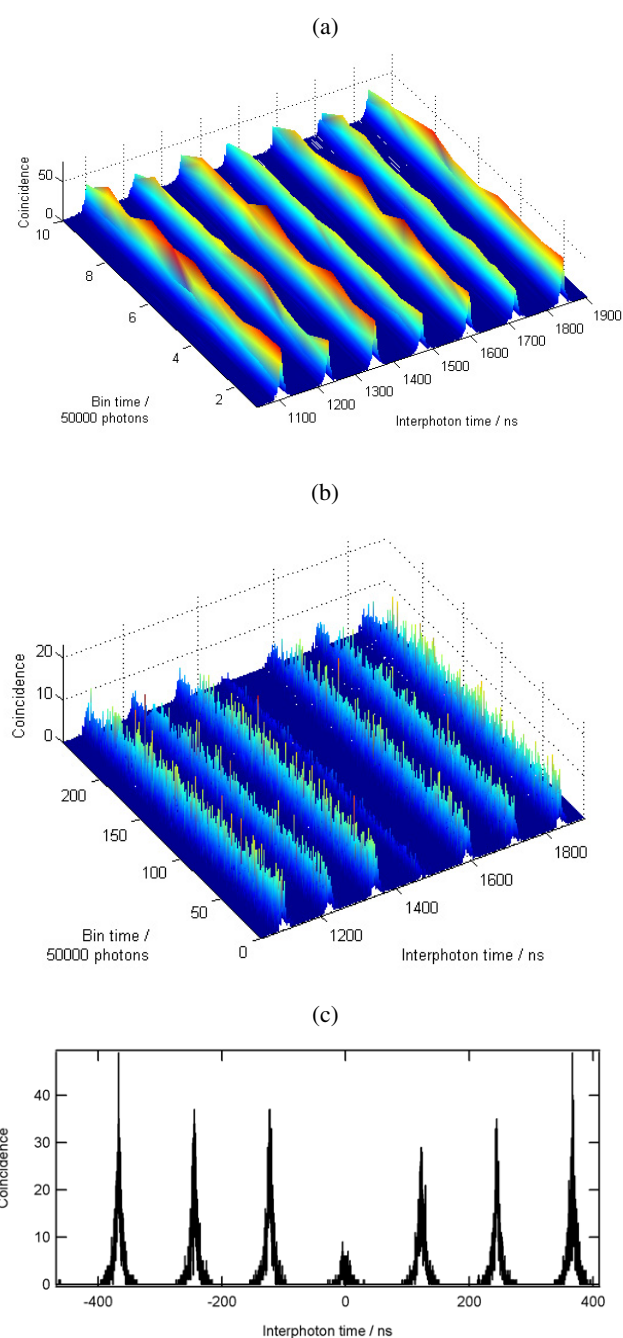 (a)
Coincidence
50
0
10
8
6
4
2
Bin time /
50000 photons
1100
1200
1300
1400
1500
1600
1700
1800
1900
Interphoton time / ns
(b)
Coincidence
20
10
0
200
150
100
50
0
Bin time /
50000 photons
1200
1400
1600
1800
Interphoton time / ns
(c)
Coincidence
40
30
20
10
0
-400
-200
0
200
400
Interphoton time / ns